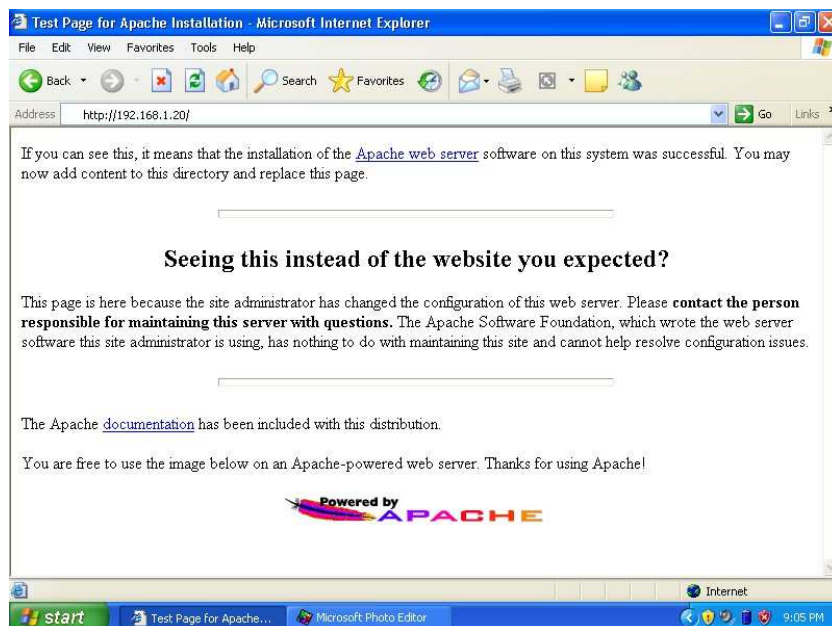 Test Page for Apache Installation - Microsoft Internet Explorer
File Edit View Favorites Tools Help
Back Search Favorites
Address http://192.168.1.20/ Go Links
If you can see this, it means that the installation of the Apache web server software on this system was successful. You may
now add content to this directory and replace this page.
Seeing this instead of the website you expected?
This page is here because the site administrator has changed the configuration of this web server. Please contact the person
responsible for maintaining this server with questions. The Apache Software Foundation, which wrote the web server
software this site administrator is using, has nothing to do with maintaining this site and cannot help resolve configuration issues.
The Apache documentation has been included with this distribution.
You are free to use the image below on an Apache-powered web server. Thanks for using Apache!
Powered by
APACHE
Internet
start Test Page for Apache... Microsoft Photo Editor 9:05 PM